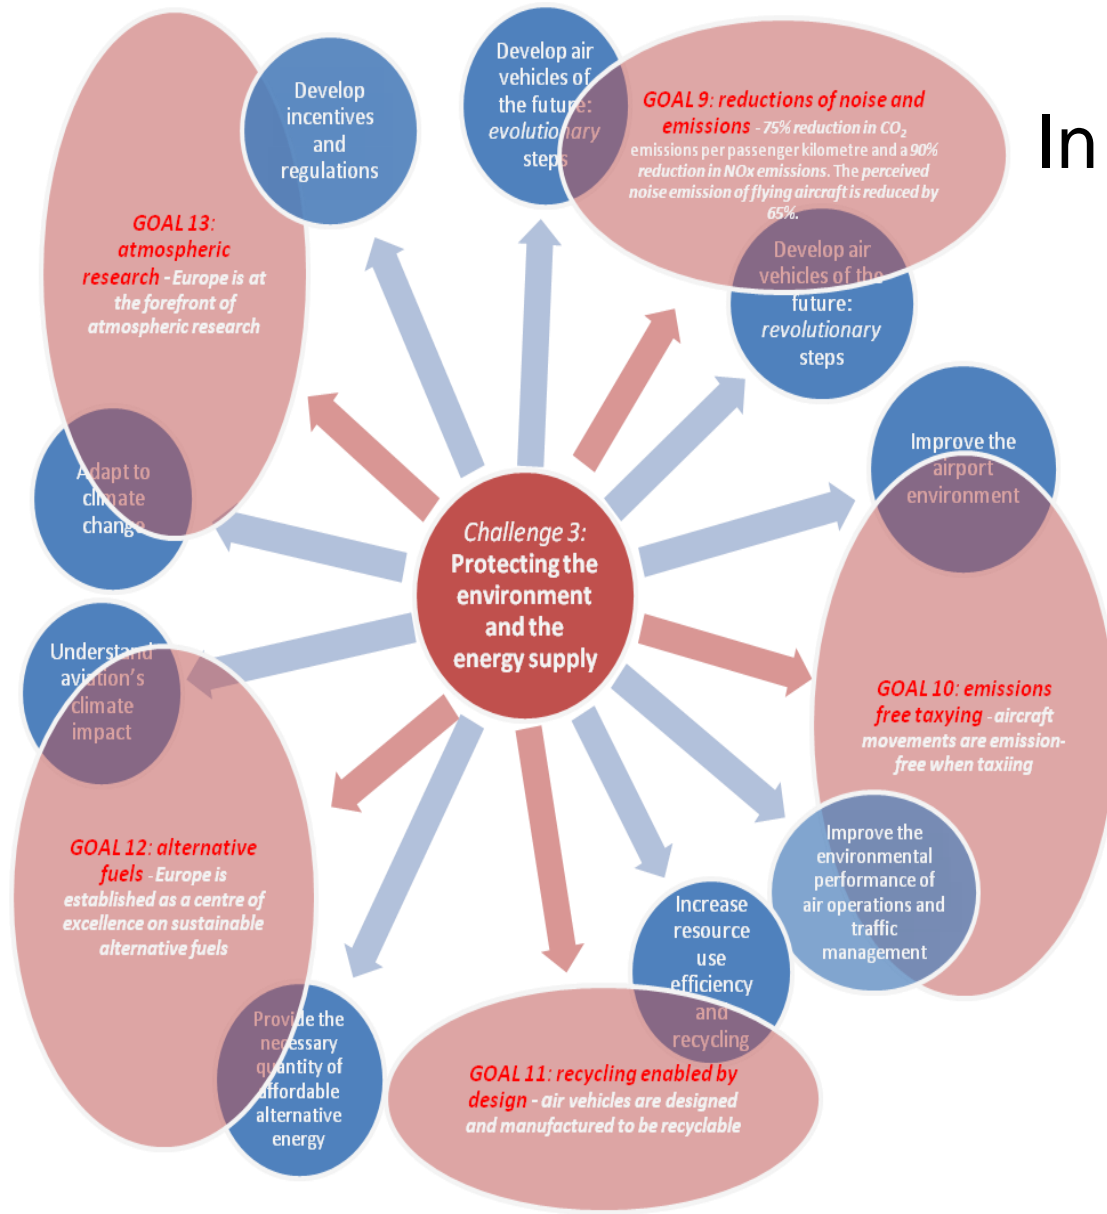 Develop
incentives
and
regulations
Develop air
vehicles of
the future:
evolutionary
steps
GOAL 9: reductions of noise and
emissions - 75% reduction in CO₂
emissions per passenger kilometre and a 90%
reduction in NOx emissions. The perceived
noise emission of flying aircraft is reduced by
65%.
In
Develop air
vehicles of the
future:
revolutionary
steps
GOAL 13:
atmospheric
research - Europe is at
the forefront of
atmospheric research
Improve the
airport
environment
Adapt to
climate
change
Challenge 3:
Protecting the
environment
and the
energy supply
Understand
aviation's
climate
impact
GOAL 10: emissions
free taxying - aircraft
movements are emission-
free when taxiing
GOAL 12: alternative
fuels - Europe is
established as a centre of
excellence on sustainable
alternative fuels
Improve the
environmental
performance of
air operations and
traffic
management
Increase
resource
use
efficiency
and
recycling
Provide the
necessary
quantity of
affordable
alternative
energy
GOAL 11: recycling enabled by
design - air vehicles are designed
and manufactured to be recyclable